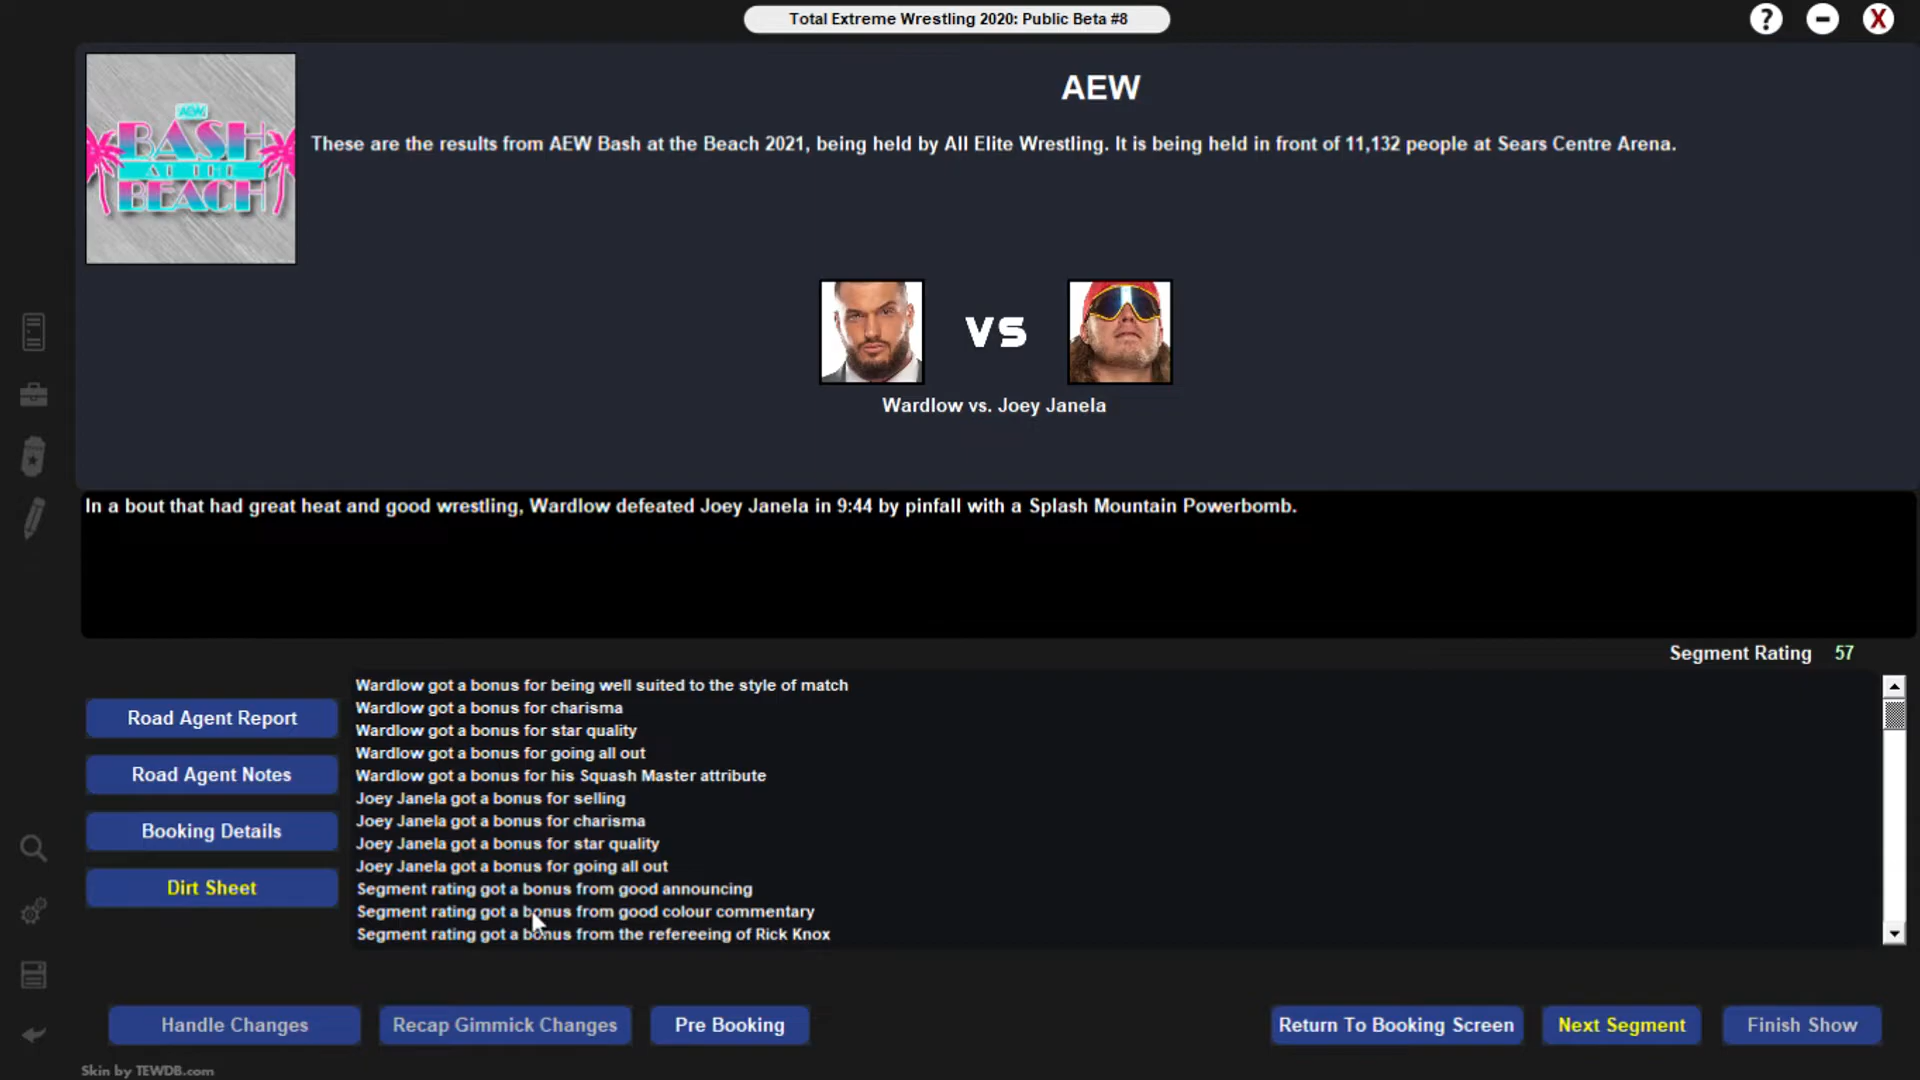 Total Extreme Wrestling 2020: Public Beta #8
?
X
AEW
BASH
AT THE
BEACH
AEW
These are the results from AEW Bash at the Beach 2021, being held by All Elite Wrestling. It is being held in front of 11,132 people at Sears Centre Arena.
VS
Wardlow vs. Joey Janela
In a bout that had great heat and good wrestling, Wardlow defeated Joey Janela in 9:44 by pinfall with a Splash Mountain Powerbomb.
Segment Rating 57
Road Agent Report
Road Agent Notes
Booking Details
Dirt Sheet
Wardlow got a bonus for being well suited to the style of match
Wardlow got a bonus for charisma
Wardlow got a bonus for star quality
Wardlow got a bonus for going all out
Wardlow got a bonus for his Squash Master attribute
Joey Janela got a bonus for selling
Joey Janela got a bonus for charisma
Joey Janela got a bonus for star quality
Joey Janela got a bonus for going all out
Segment rating got a bonus from good announcing
Segment rating got a bonus from good colour commentary
Segment rating got a bonus from the refereeing of Rick Knox
Handle Changes
Recap Gimmick Changes
Pre Booking
Return To Booking Screen
Next Segment
Finish Show
Skin by TEWDB.com